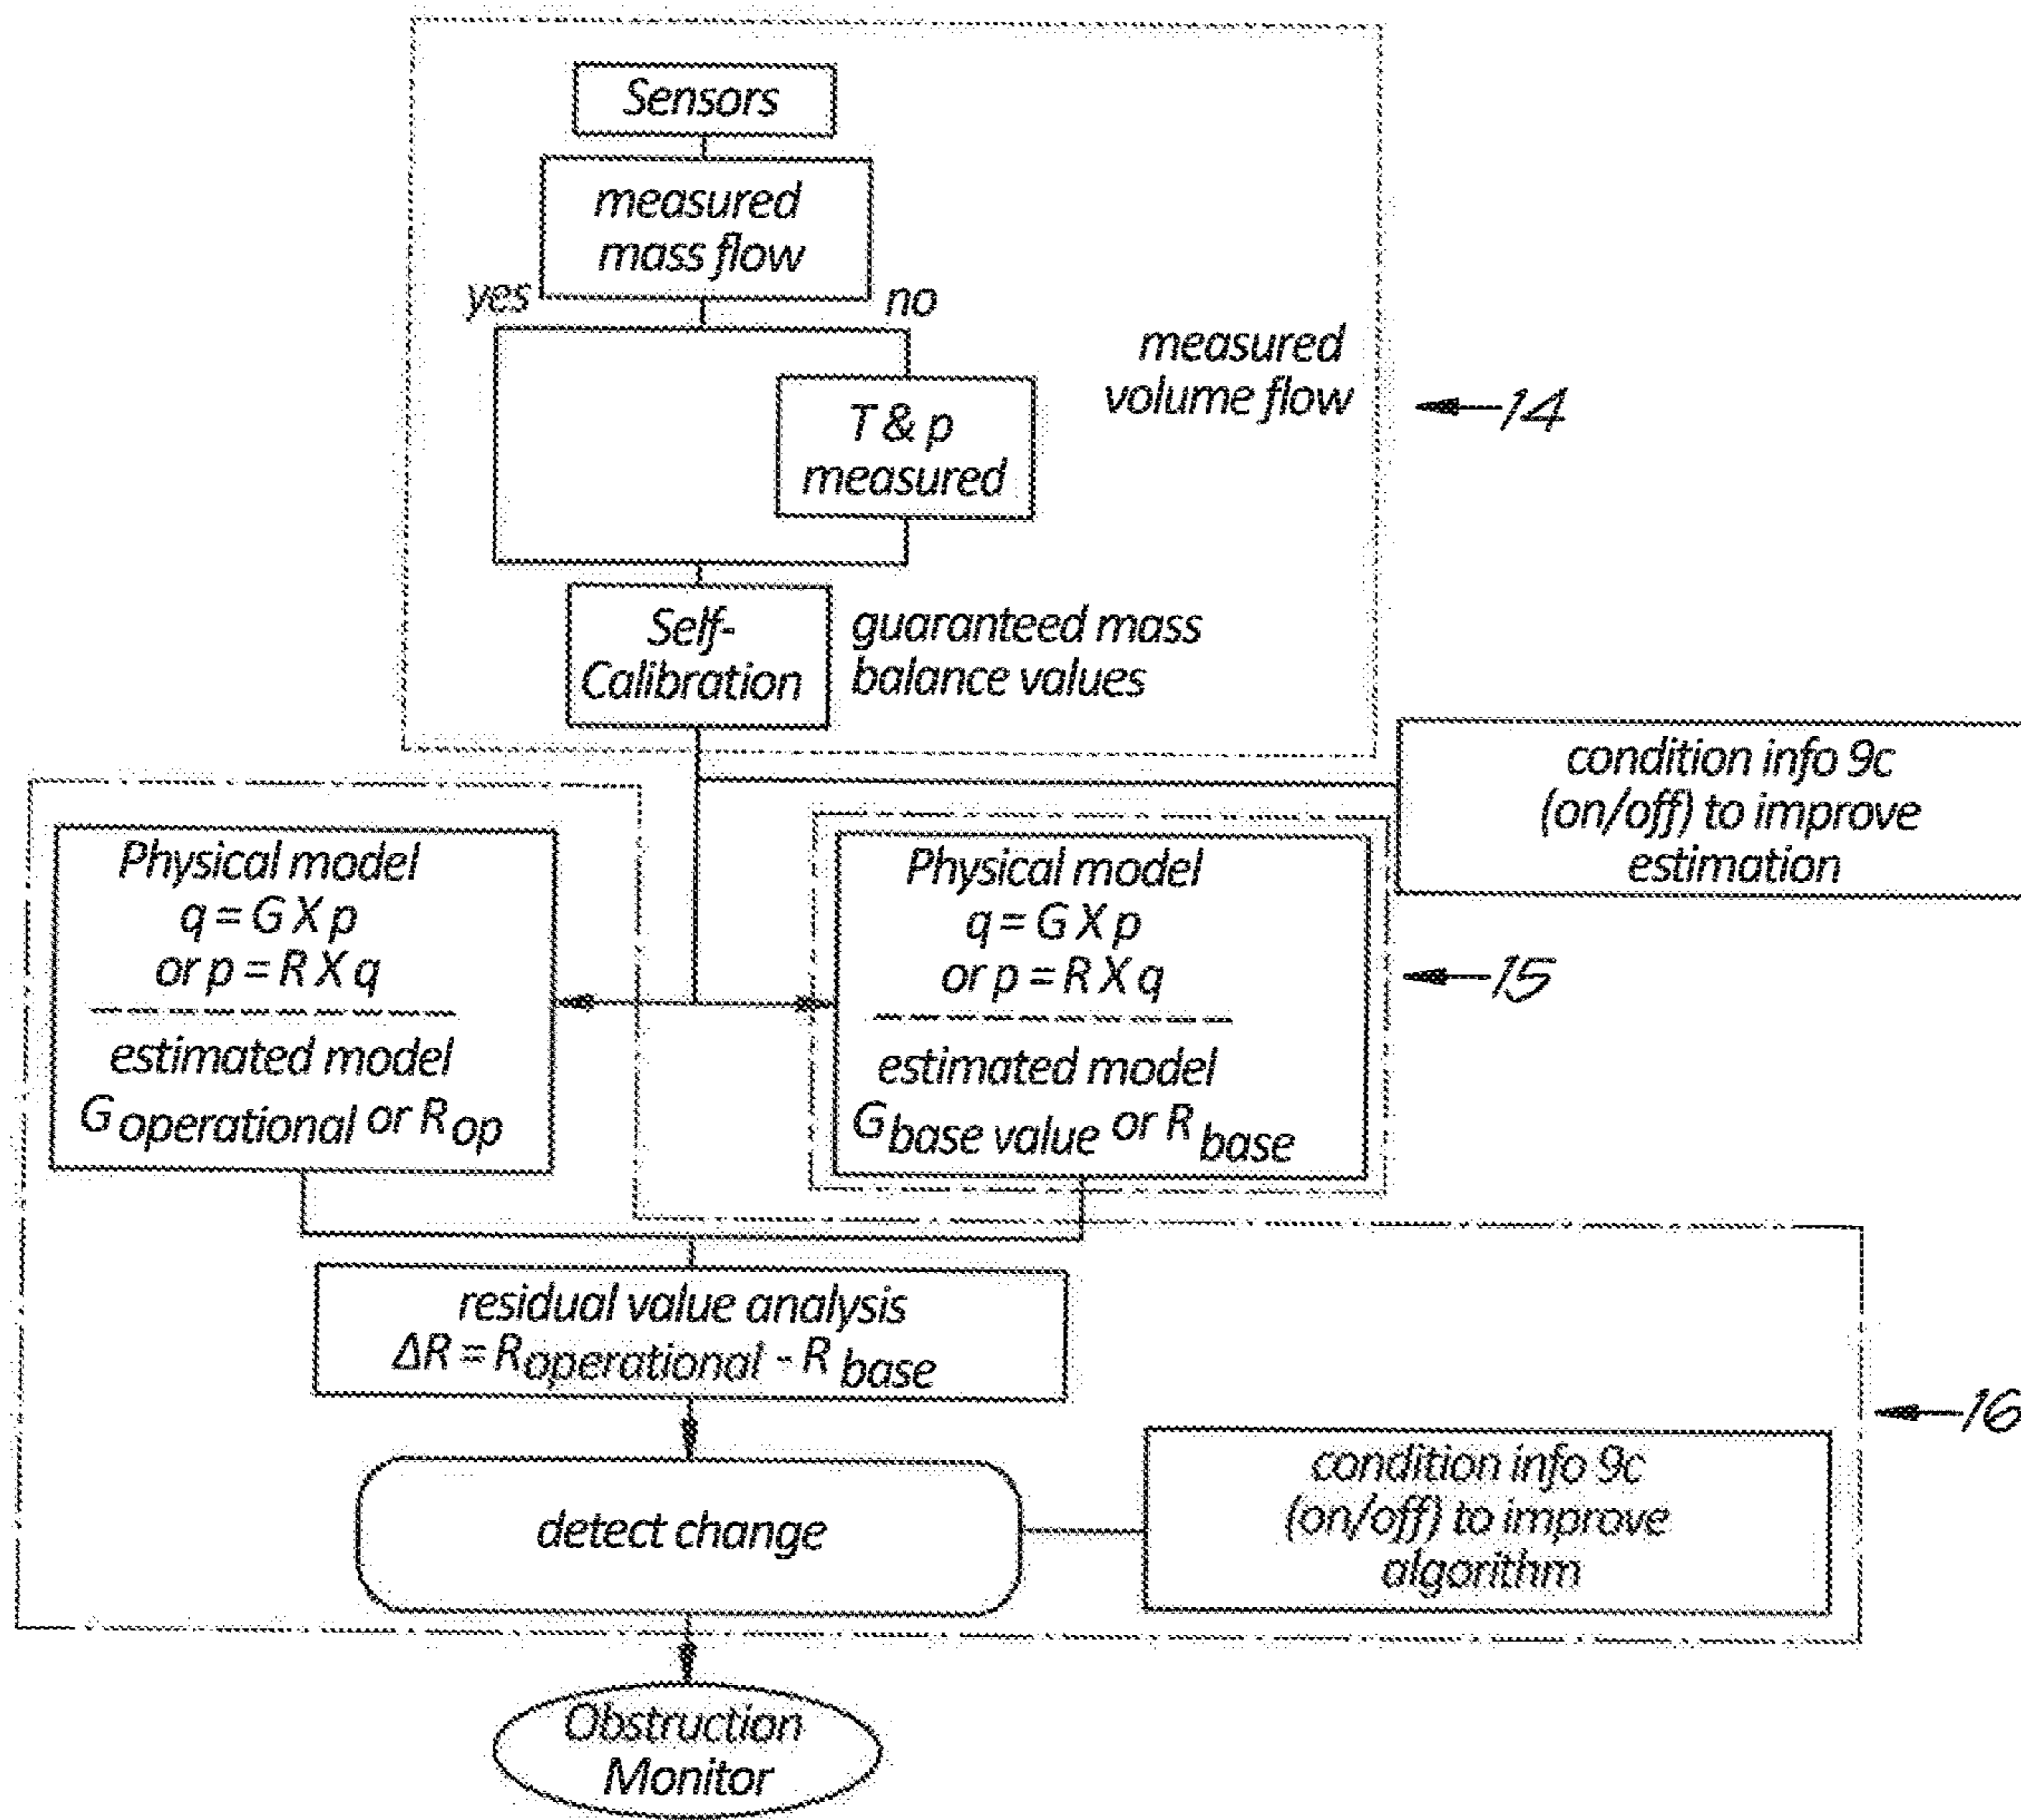 Sensors
measured
mass flow
yes
no
measured
volume flow
14
T & p
measured
Self-
Calibration
guaranteed mass
balance values
condition info 9c
(on/off) to improve
estimation
Physical model
q = G X p
or p = R X q
estimated model
G operational or R op
Physical model
q = G X p
or p = R X q
estimated model
G base value or R base
15
residual value analysis
ΔR = R operational - R base
16
detect change
condition info 9c
(on/off) to improve
algorithm
Obstruction
Monitor